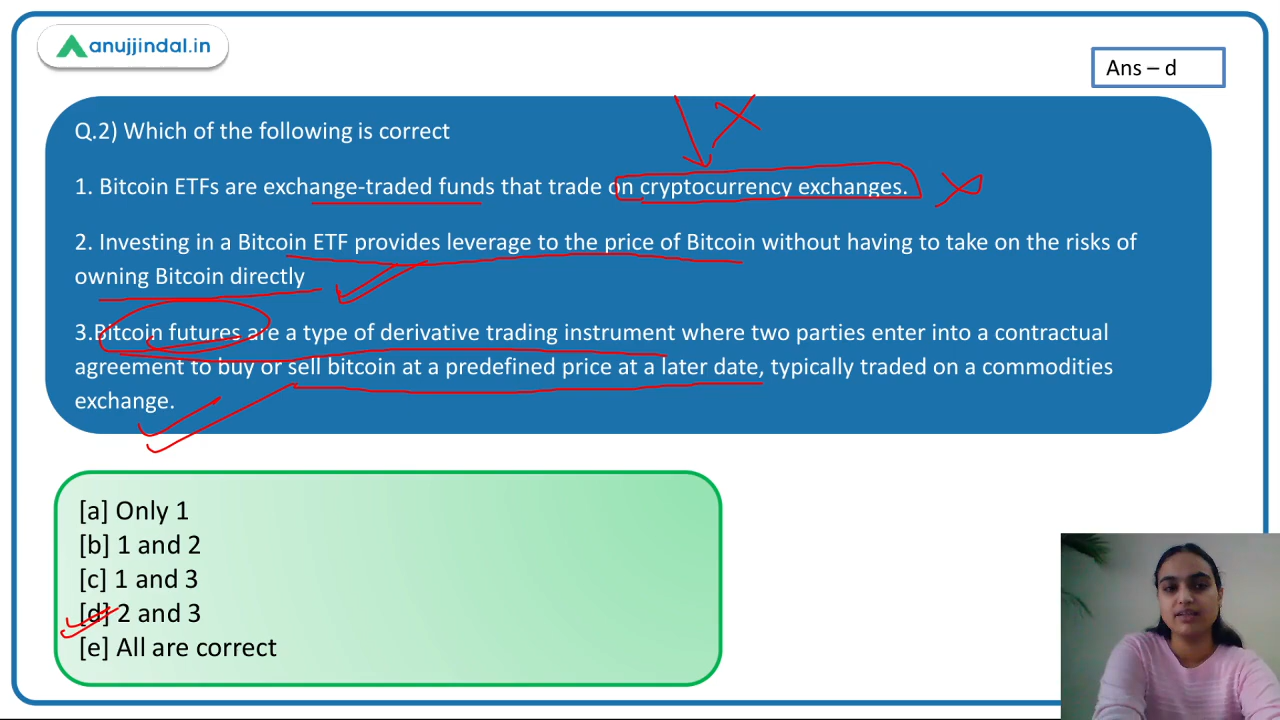 anujjindal.in
Ans – d
Q.2) Which of the following is correct
1. Bitcoin ETFs are exchange-traded funds that trade on cryptocurrency exchanges.
2. Investing in a Bitcoin ETF provides leverage to the price of Bitcoin without having to take on the risks of
owning Bitcoin directly
3.Bitcoin futures are a type of derivative trading instrument where two parties enter into a contractual
agreement to buy or sell bitcoin at a predefined price at a later date, typically traded on a commodities
exchange.
[a] Only 1
[b] 1 and 2
[c] 1 and 3
[d] 2 and 3
[e] All are correct